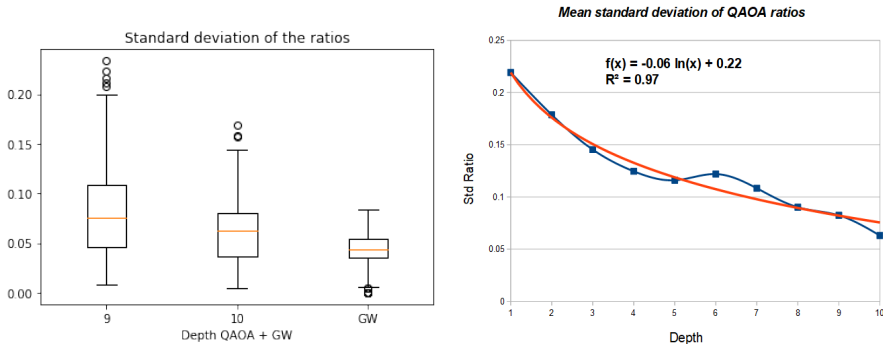 Standard deviation of the ratios
0.20
0.15
0.10
0.05
0.00
9
10
GW
Depth QAOA + GW
Mean standard deviation of QAOA ratios
f(x) = -0.06 ln(x) + 0.22
R² = 0.97
Std Ratio
0.25
0.2
0.15
0.1
0.05
0
1
2
3
4
5
6
7
8
9
10
Depth